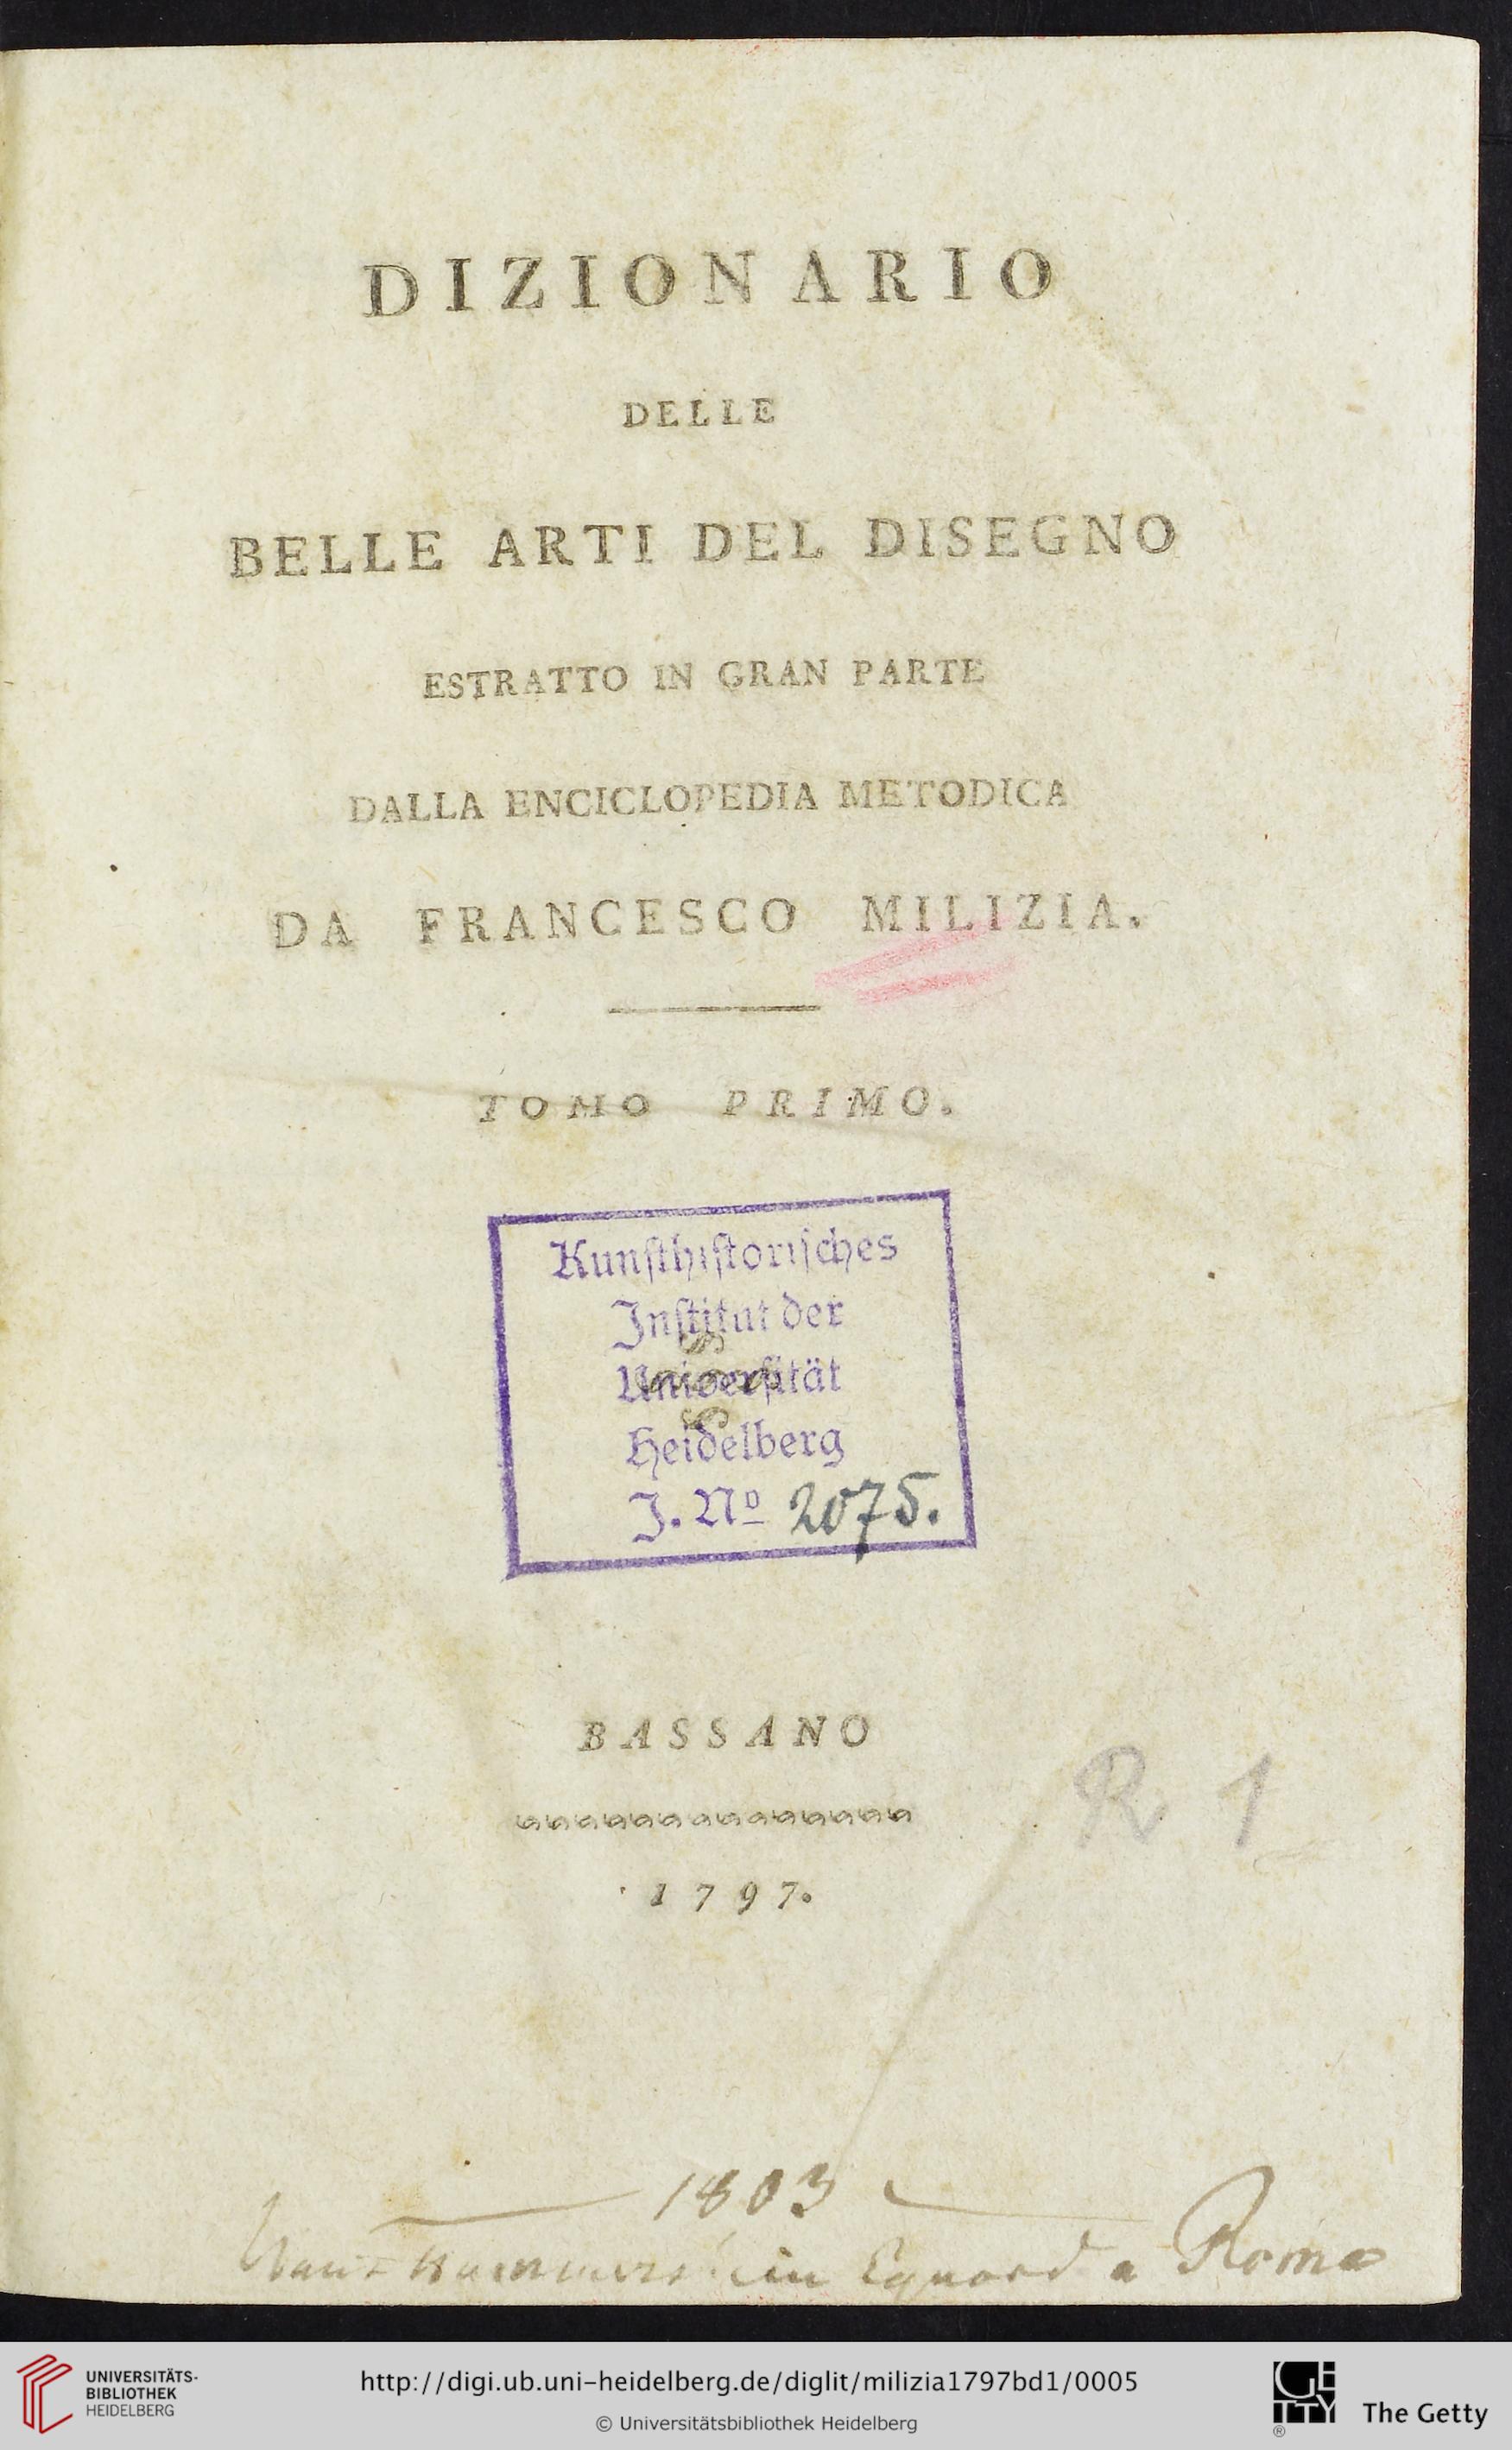 DIZIONARIO
DELLE
BELLE ARTI DEL DISEGNO
ESTRATTO IN GRAN PARTE
DALLA ENCICLOPEDIA METODICA
DA FRANCESCO MILIZIA.
TOMO PRIMO.
Kunsthistorisches
Institut der
Universität
Heidelberg
J. Nº 2075.
BASSANO
1797.
R 1
1803
a Roma
UNIVERSITÄTS-
BIBLIOTHEK
HEIDELBERG
http://digi.ub.uni-heidelberg.de/diglit/milizia1797bd1/0005
© Universitätsbibliothek Heidelberg
GETTY
®
The Getty